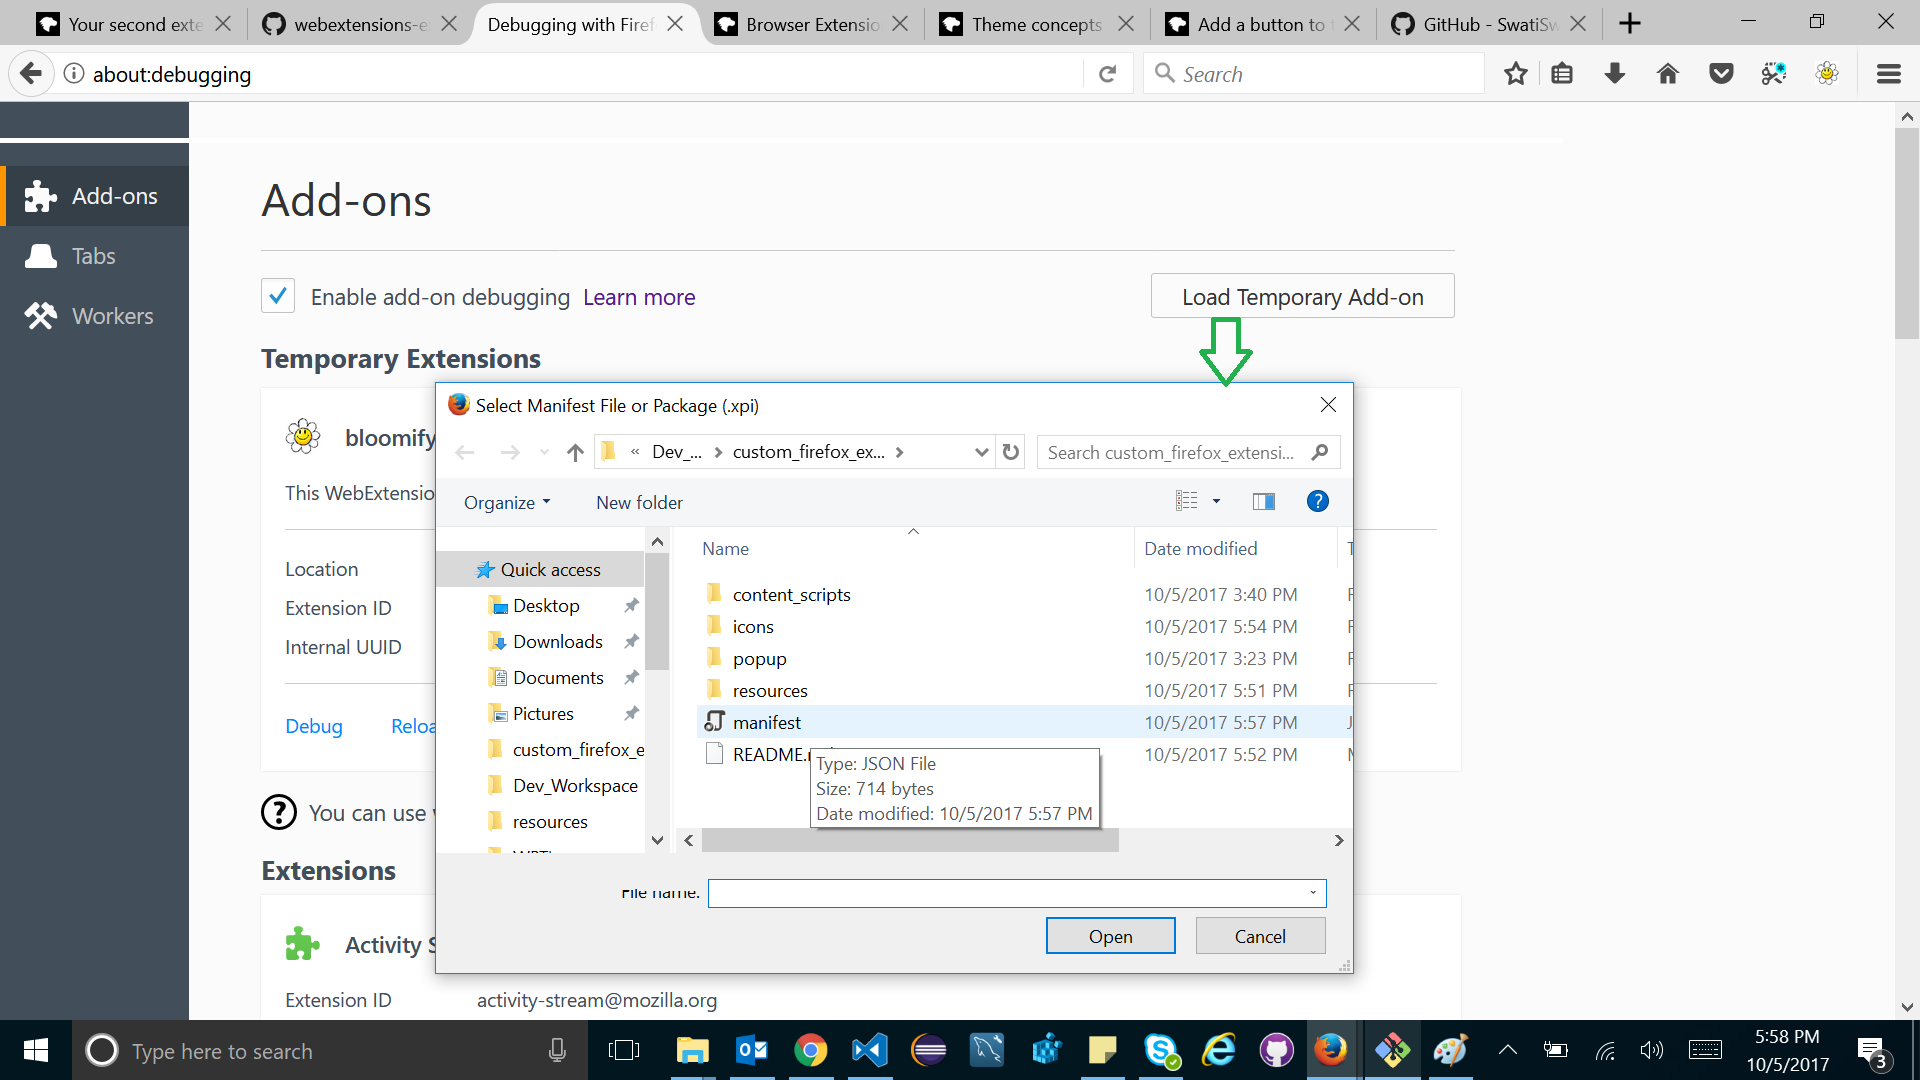 Your second exte
webextensions-e
Debugging with Firef
Browser Extensio
Theme concepts
Add a button to t
GitHub - SwatiSw
about:debugging
Search
Add-ons
Tabs
Workers
Add-ons
Enable add-on debugging Learn more
Load Temporary Add-on
Temporary Extensions
bloomify
This WebExtensio
Location
Extension ID
Internal UUID
Debug
Reloa
You can use
Extensions
Activity S
Extension ID
activity-stream@mozilla.org
Select Manifest File or Package (.xpi)
« Dev_... > custom_firefox_ex... >
Search custom_firefox_extensi...
Organize
New folder
Quick access
Desktop
Downloads
Documents
Pictures
custom_firefox_e
Dev_Workspace
resources
Name
Date modified
content_scripts
10/5/2017 3:40 PM
icons
10/5/2017 5:54 PM
popup
10/5/2017 3:23 PM
resources
10/5/2017 5:51 PM
manifest
10/5/2017 5:57 PM
README.
10/5/2017 5:52 PM
Type: JSON File
Size: 714 bytes
Date modified: 10/5/2017 5:57 PM
File name:
Open
Cancel
Type here to search
5:58 PM
10/5/2017
3